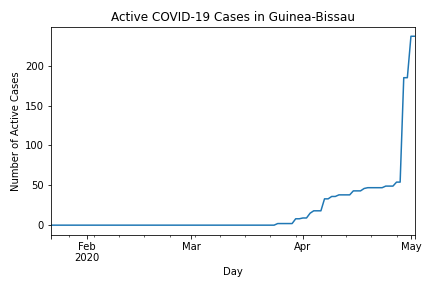 Active COVID-19 Cases in Guinea-Bissau
Number of Active Cases
200
150
100
50
0
Feb
2020
Mar
Apr
May
Day